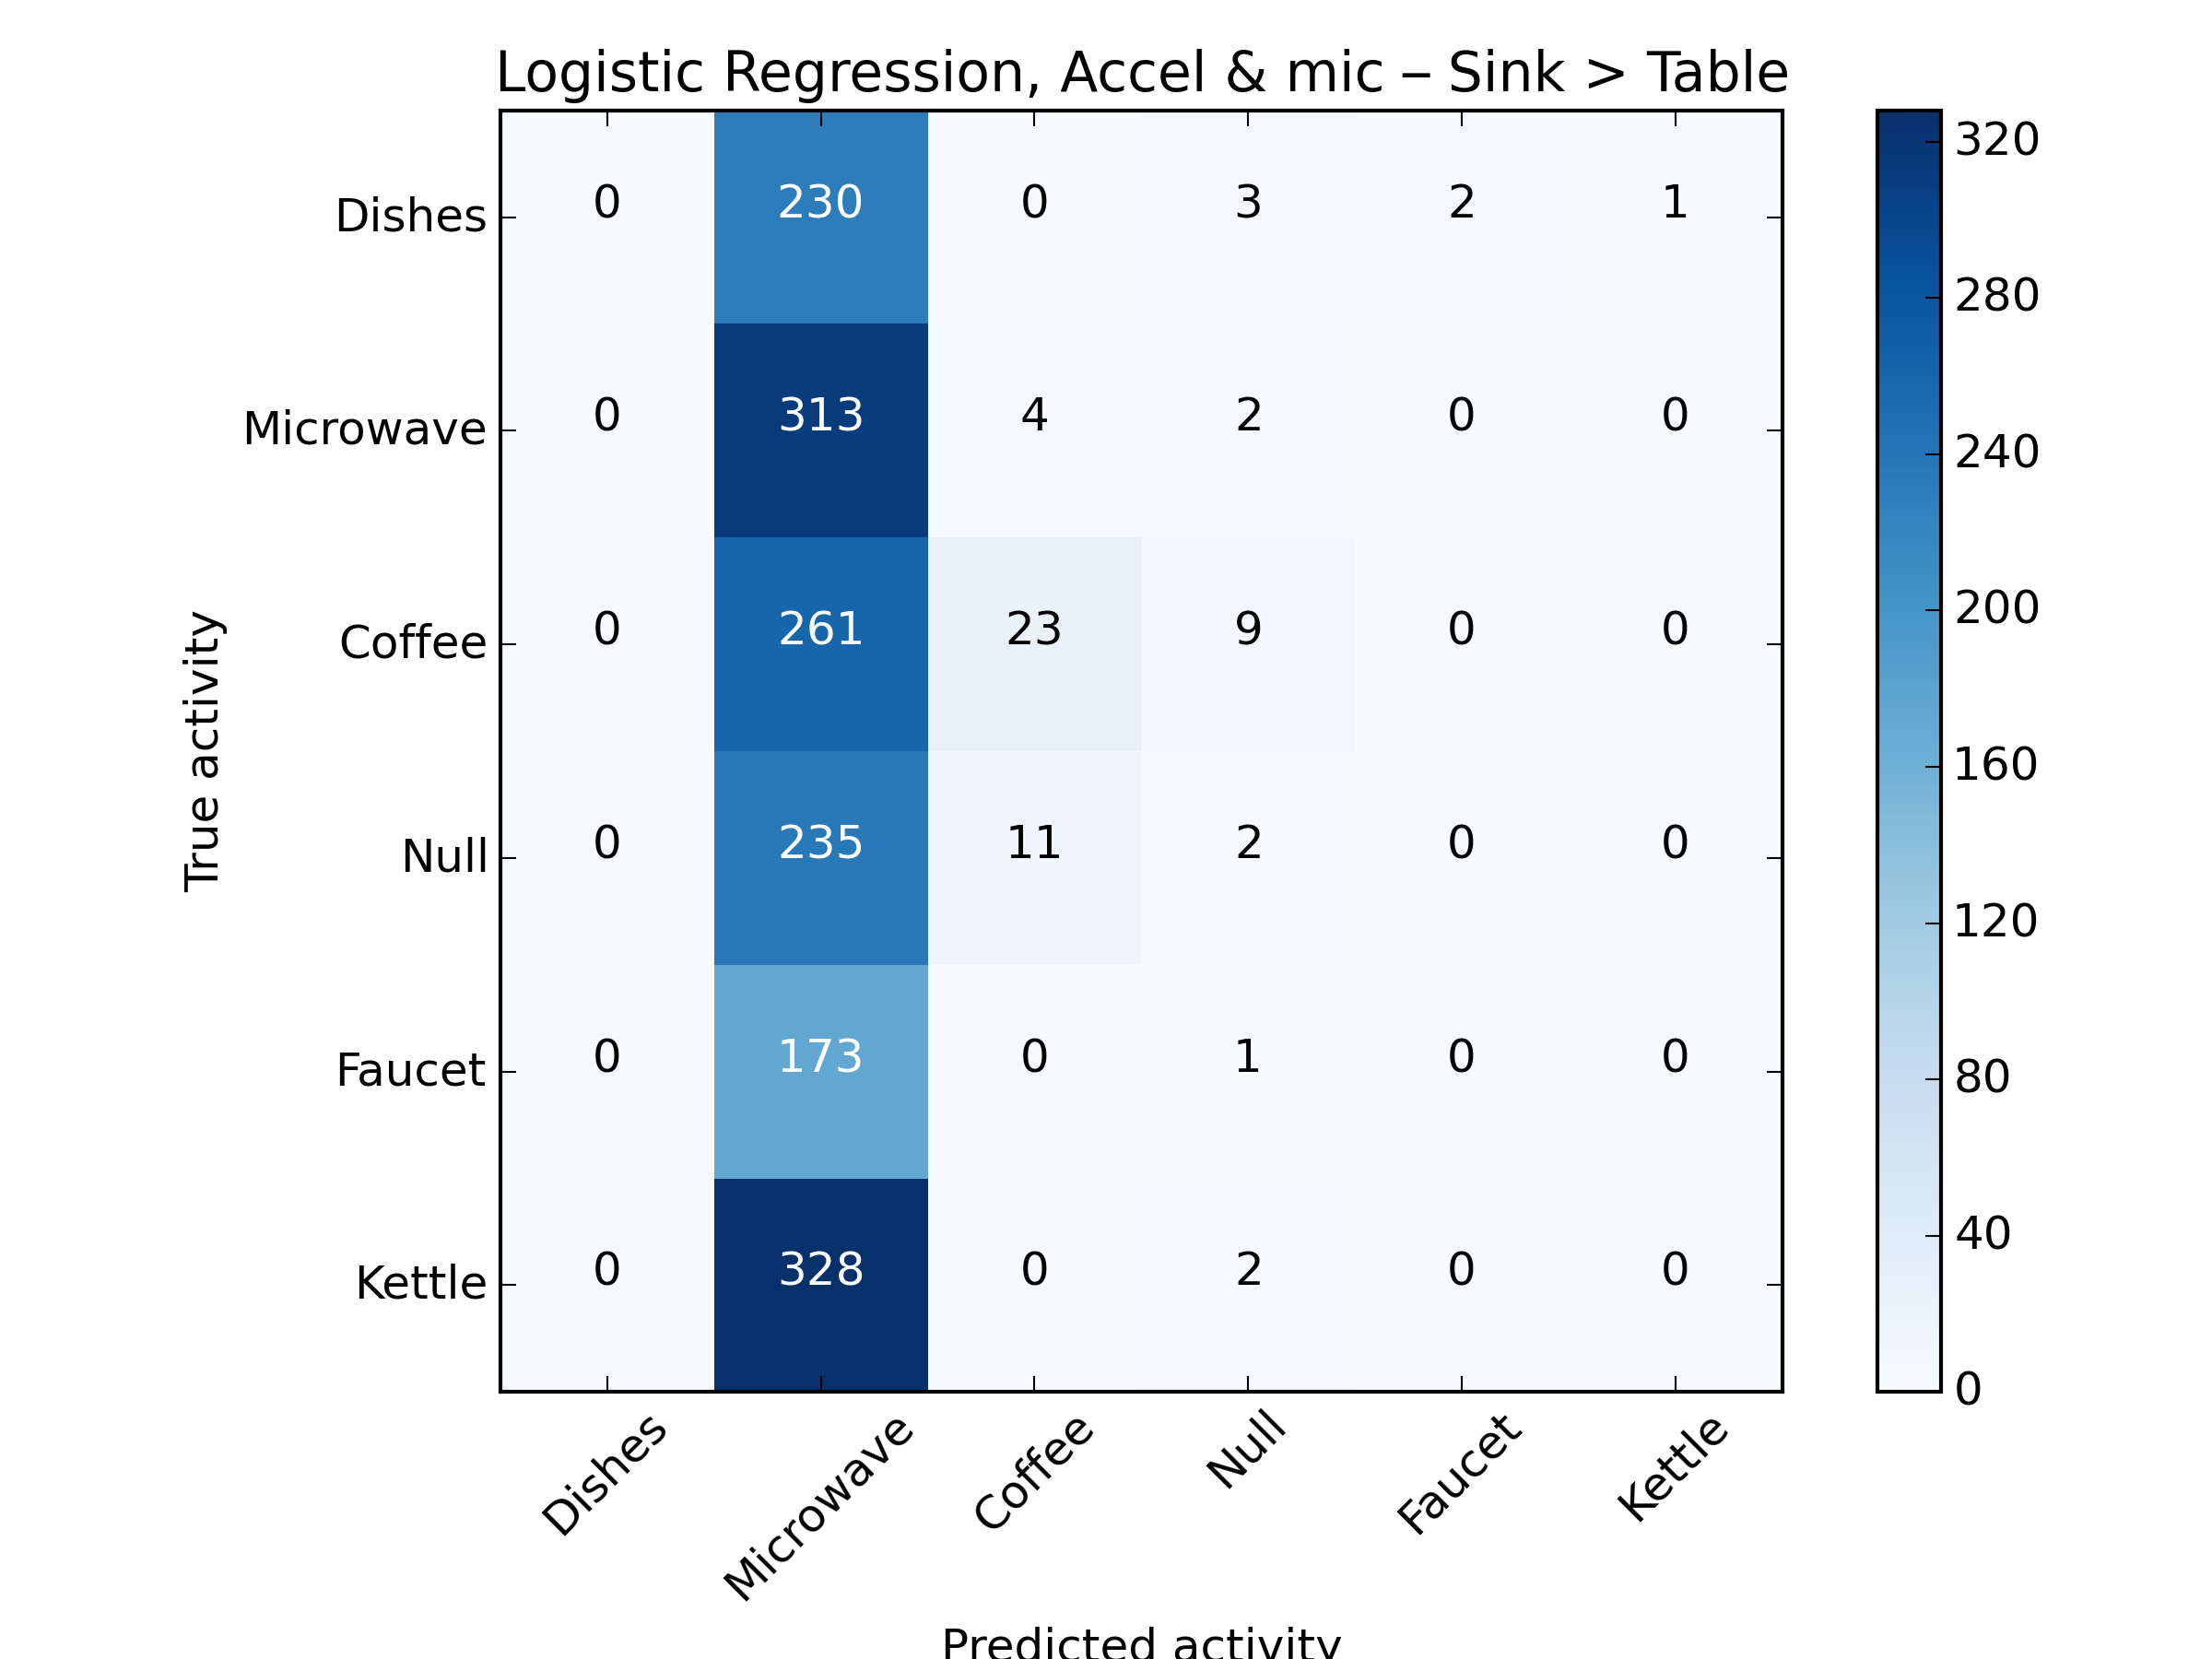 Logistic Regression, Accel & mic – Sink > Table
Dishes 0 230 0 3 2 1
Microwave 0 313 4 2 0 0
Coffee 0 261 23 9 0 0
Null 0 235 11 2 0 0
Faucet 0 173 0 1 0 0
Kettle 0 328 0 2 0 0
True activity
Dishes Microwave Coffee Null Faucet Kettle
Predicted activity
320
280
240
200
160
120
80
40
0